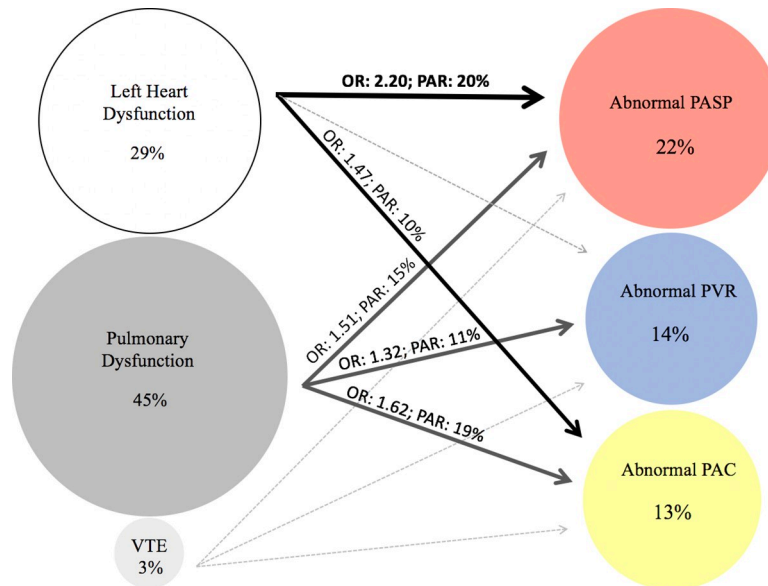 Left Heart
Dysfunction
29%
Pulmonary
Dysfunction
45%
VTE
3%
OR: 2.20; PAR: 20%
OR: 1.47; PAR: 10%
OR: 1.51; PAR: 15%
OR: 1.32; PAR: 11%
OR: 1.62; PAR: 19%
Abnormal PASP
22%
Abnormal PVR
14%
Abnormal PAC
13%